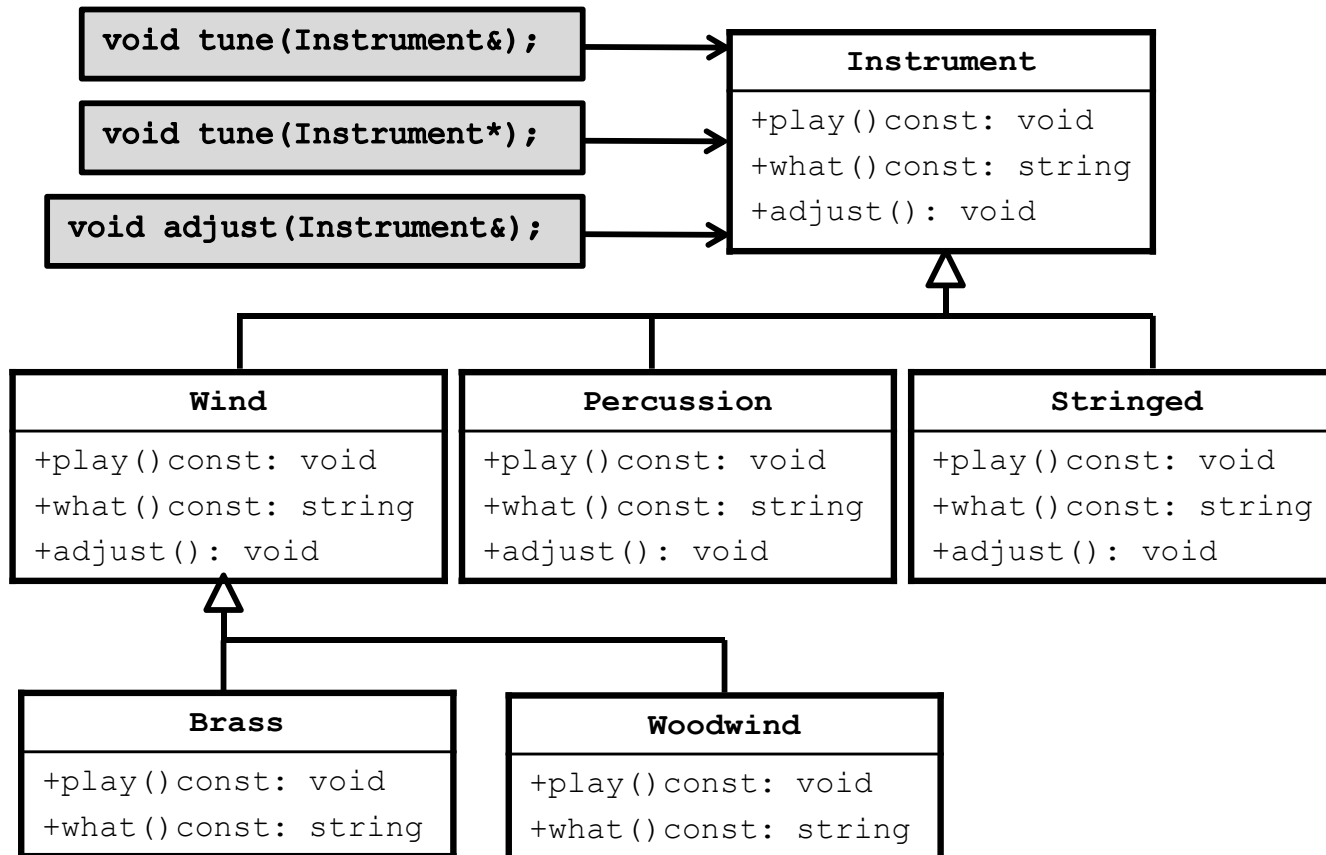 void tune(Instrument&);
void tune(Instrument*);
void adjust(Instrument&);
Instrument
+play()const: void
+what()const: string
+adjust(): void
Wind
+play()const: void
+what()const: string
+adjust(): void
Percussion
+play()const: void
+what()const: string
+adjust(): void
Stringed
+play()const: void
+what()const: string
+adjust(): void
Brass
+play()const: void
+what()const: string
Woodwind
+play()const: void
+what()const: string